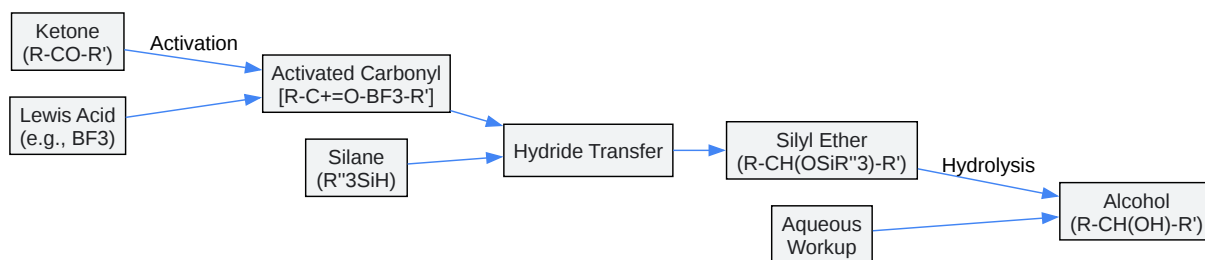 Ketone
(R-CO-R')
Activation
Lewis Acid
(e.g., BF3)
Activated Carbonyl
[R-C+=O-BF3-R']
Silane
(R"3SiH)
Hydride Transfer
Silyl Ether
(R-CH(OSiR"3)-R')
Hydrolysis
Aqueous
Workup
Alcohol
(R-CH(OH)-R')